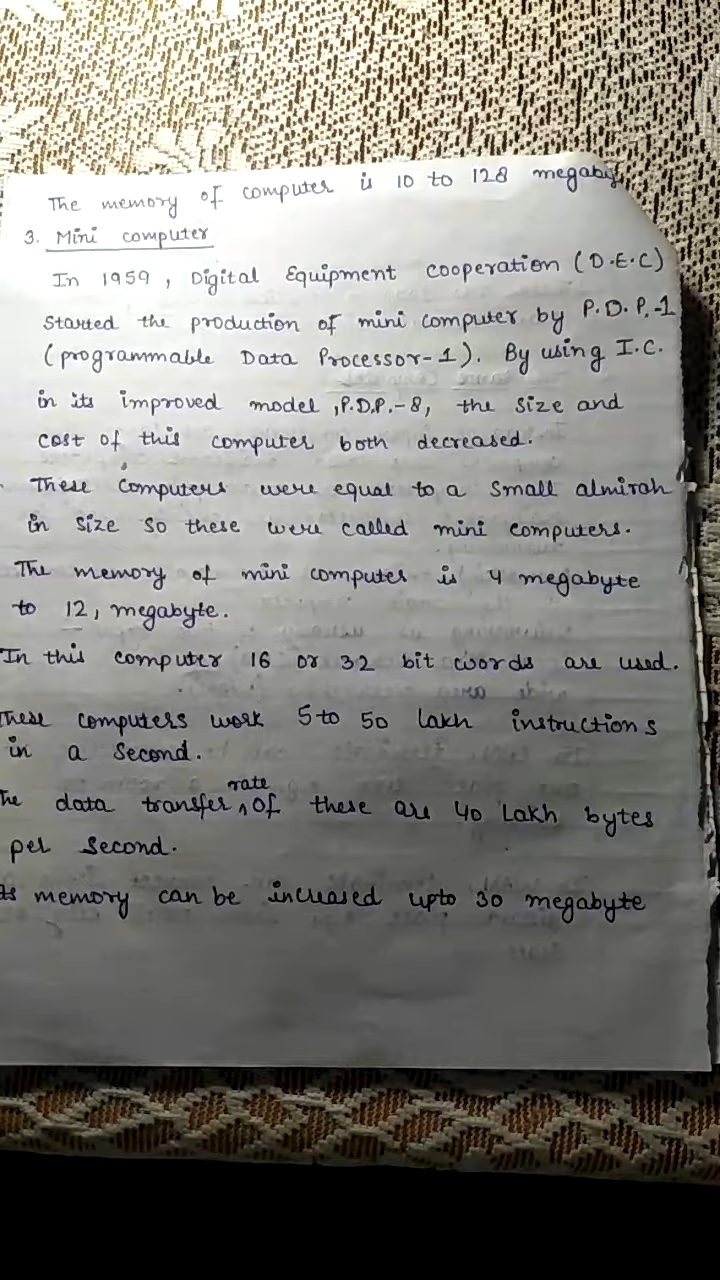 The memory of computer is 10 to 128 megaby
3. Mini computer
In 1959, Digital Equipment cooperation (D.E.C)
Started the production of mini computer by P.D.P.-1
(programmable Data Processor-1). By using I.C.
in its improved model, P.D.P.-8, the size and
cost of this computer both decreased.
These Computers were equal to a small almirah
in size so these were called mini computers.
The memory of mini computer is 4 megabyte
to 12, megabyte.
In this computer 16 or 32 bit words are used.
These computers work 5 to 50 lakh instructions
in a second.
The data transfer rate of these are 40 Lakh bytes
per second.
Its memory can be increased upto 30 megabyte